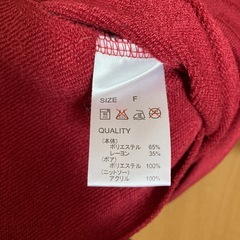 SIZE F
QUALITY
(本体)
ポリエステル 65%
レーヨン 35%
(ボア)
ポリエステル 100%
(ニットソー)
アクリル 100%